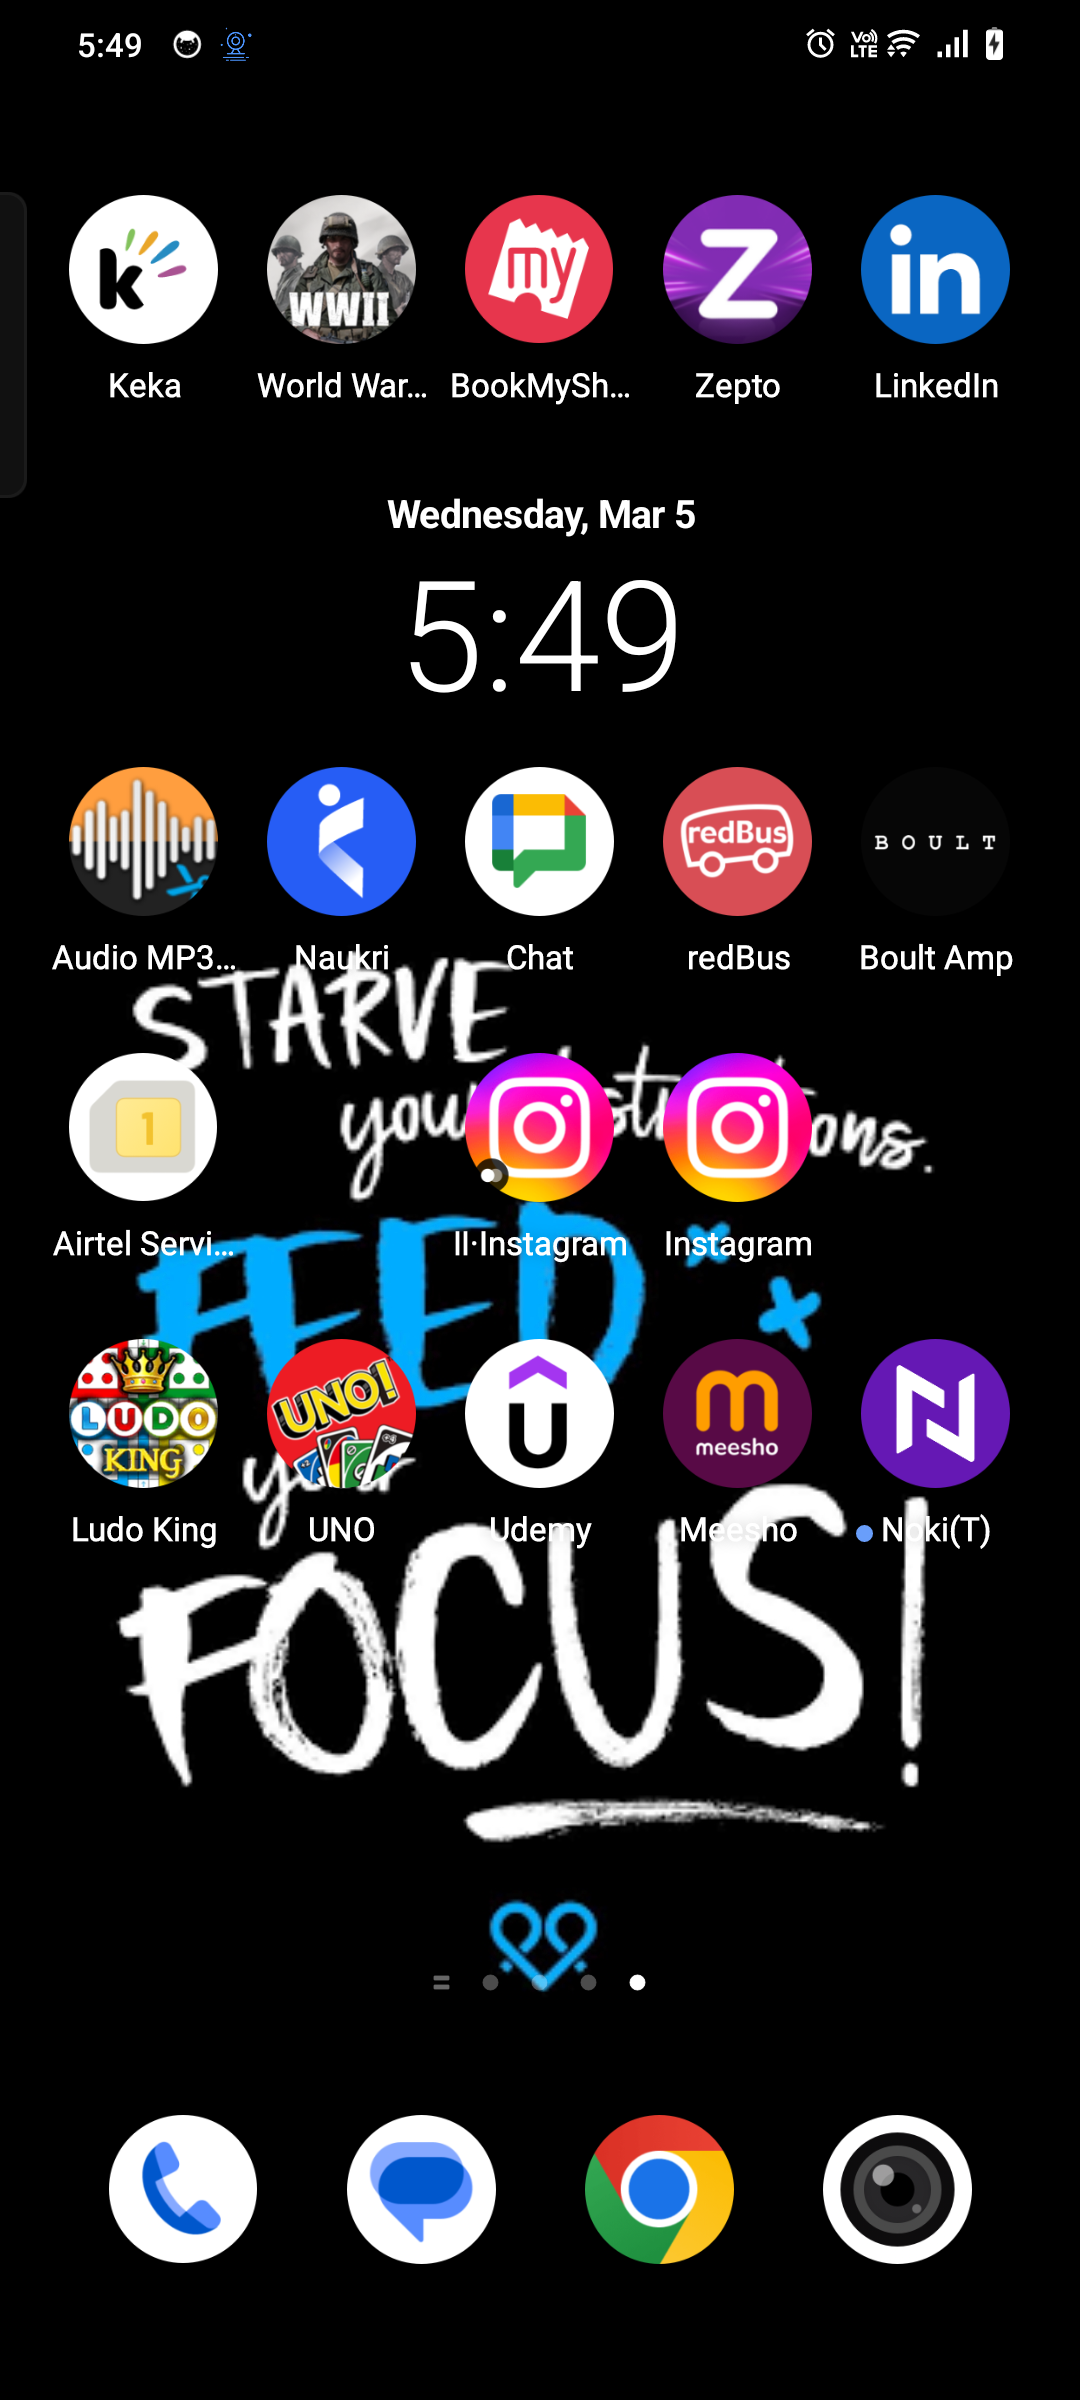 5:49 Vo)) LTE
k WWII my Z in
Keka World War... BookMySh... Zepto LinkedIn
Wednesday, Mar 5
5:49
redBus BOULT
Audio MP3... Naukri Chat redBus Boult Amp
STARVE
your distractions.
1
Airtel Servi... II·Instagram Instagram
FEED
LUDO KING UNO! U m meesho N
your
Ludo King UNO Udemy Meesho Noki(T)
FOCUS!